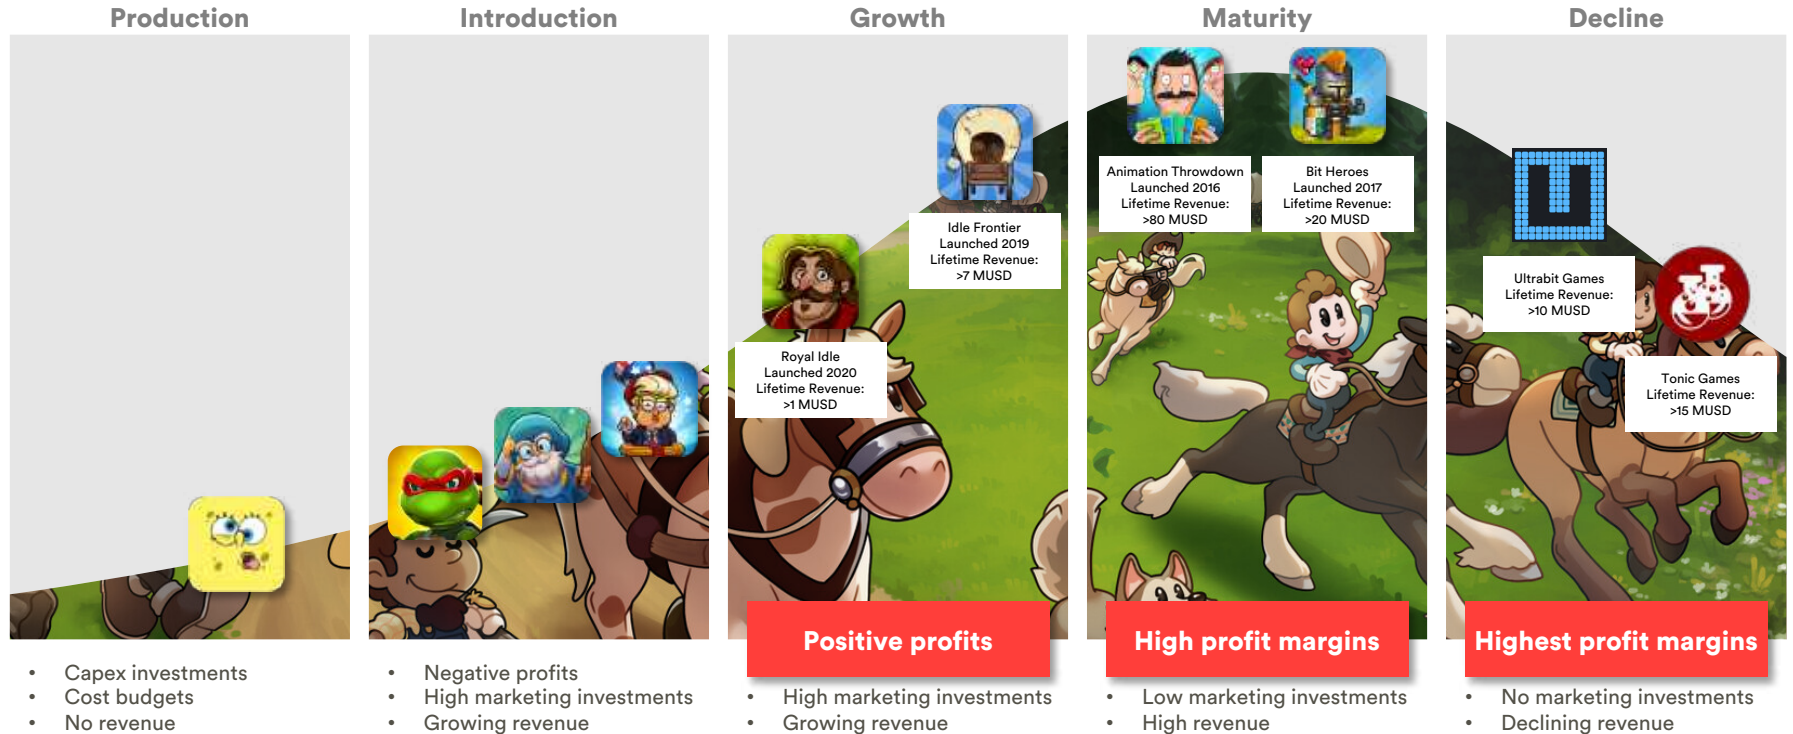 Production
Introduction
Growth
Maturity
Decline
Animation Throwdown
Launched 2016
Lifetime Revenue:
>80 MUSD
Bit Heroes
Launched 2017
Lifetime Revenue:
>20 MUSD
Idle Frontier
Launched 2019
Lifetime Revenue:
>7 MUSD
Ultrabit Games
Lifetime Revenue:
>10 MUSD
Royal Idle
Launched 2020
Lifetime Revenue:
>1 MUSD
Tonic Games
Lifetime Revenue:
>15 MUSD
Positive profits
High profit margins
Highest profit margins
• Capex investments
• Cost budgets
• No revenue
• Negative profits
• High marketing investments
• Growing revenue
• High marketing investments
• Growing revenue
• Low marketing investments
• High revenue
• No marketing investments
• Declining revenue